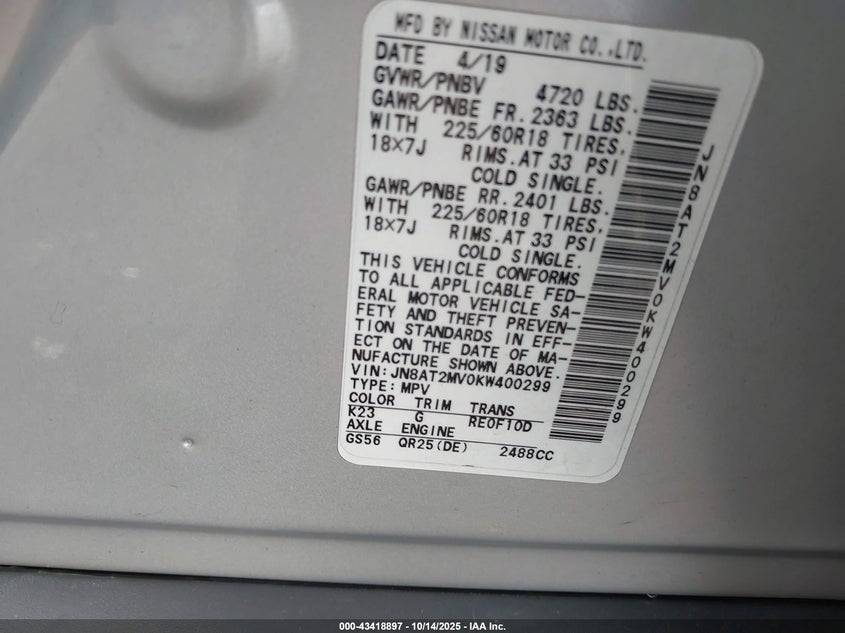 MFD BY NISSAN MOTOR CO.,LTD.
DATE 4/19
GVWR/PNBV 4720 LBS.
GAWR/PNBE FR. 2363 LBS.
WITH 225/60R18 TIRES,
18×7J RIMS.AT 33 PSI
COLD SINGLE.
GAWR/PNBE RR. 2401 LBS.
WITH 225/60R18 TIRES,
18×7J RIMS.AT 33 PSI
COLD SINGLE.
THIS VEHICLE CONFORMS
TO ALL APPLICABLE FED-
ERAL MOTOR VEHICLE SA-
FETY AND THEFT PREVEN-
TION STANDARDS IN EFF-
ECT ON THE DATE OF MA-
NUFACTURE SHOWN ABOVE.
VIN:JN8AT2MV0KW400299
TYPE:MPV
COLOR TRIM TRANS
K23 G RE0F10D
AXLE ENGINE
GS56 QR25(DE) 2488CC
JN8AT2MV0KW400299
000-43418897 - 10/14/2025 - IAA Inc.